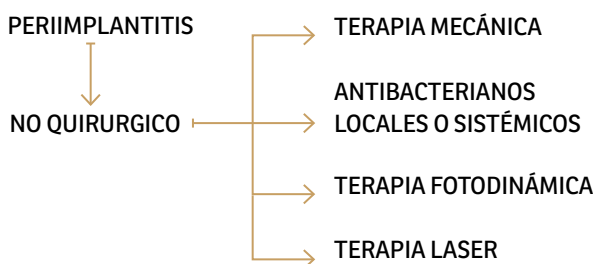 PERIIMPLANTITIS
NO QUIRURGICO
TERAPIA MECÁNICA
ANTIBACTERIANOS
LOCALES O SISTÉMICOS
TERAPIA FOTODINÁMICA
TERAPIA LASER